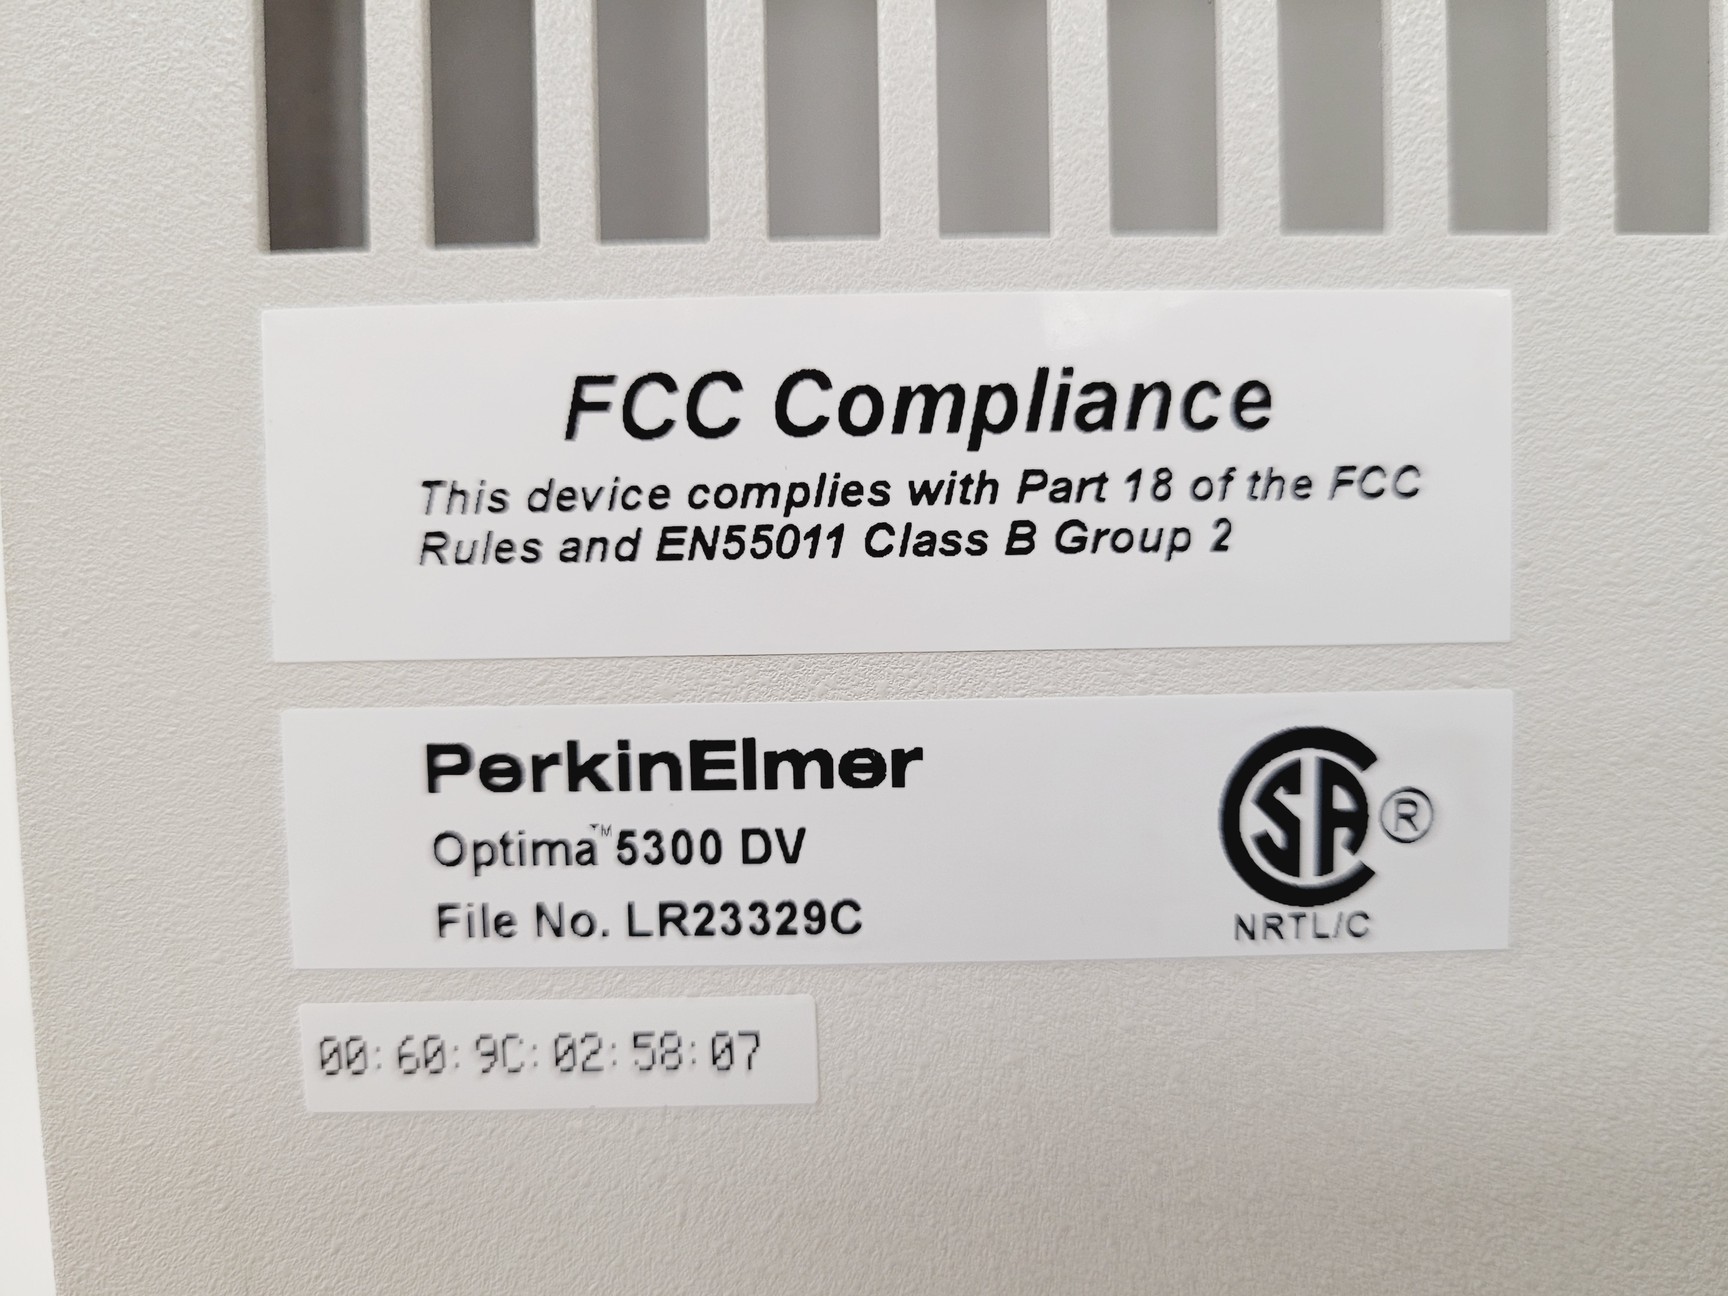 FCC Compliance
This device complies with Part 18 of the FCC
Rules and EN55011 Class B Group 2
PerkinElmer
Optima™ 5300 DV
File No. LR23329C
CSA®
NRTL/C
00:60:9C:02:58:07